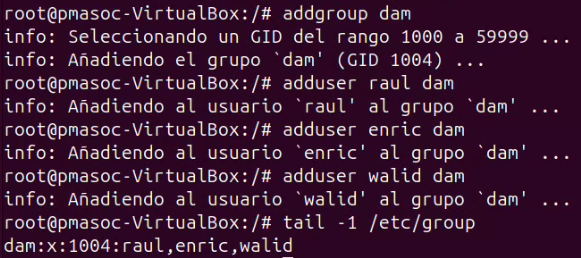 root@pmasoc-VirtualBox:/# addgroup dam
info: Seleccionando un GID del rango 1000 a 59999 ...
info: Añadiendo el grupo `dam' (GID 1004) ...
root@pmasoc-VirtualBox:/# adduser raul dam
info: Añadiendo al usuario `raul' al grupo `dam' ...
root@pmasoc-VirtualBox:/# adduser enric dam
info: Añadiendo al usuario `enric' al grupo `dam' ...
root@pmasoc-VirtualBox:/# adduser walid dam
info: Añadiendo al usuario `walid' al grupo `dam' ...
root@pmasoc-VirtualBox:/# tail -1 /etc/group
dam:x:1004:raul,enric,walid